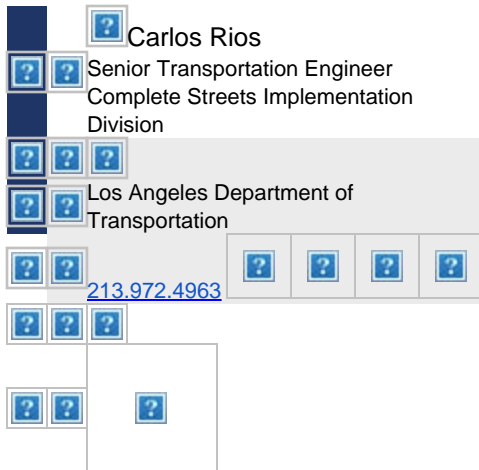 Carlos Rios
Senior Transportation Engineer
Complete Streets Implementation
Division
Los Angeles Department of
Transportation
213.972.4963